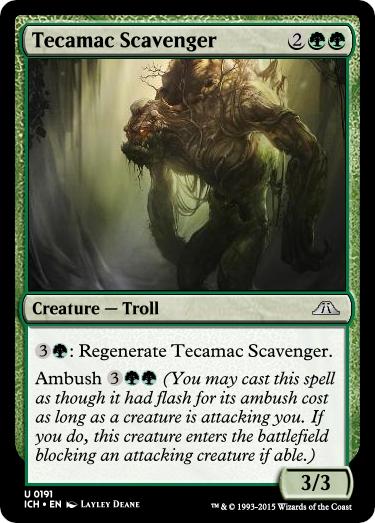 Tecamac Scavenger 2
Creature — Troll
3 : Regenerate Tecamac Scavenger.
Ambush 3 (You may cast this spell
as though it had flash for its ambush cost
as long as a creature is attacking you. If
you do, this creature enters the battlefield
blocking an attacking creature if able.)
3/3
U 0191
ICH • EN LAYLEY DEANE
™ & © 1993-2015 Wizards of the Coast